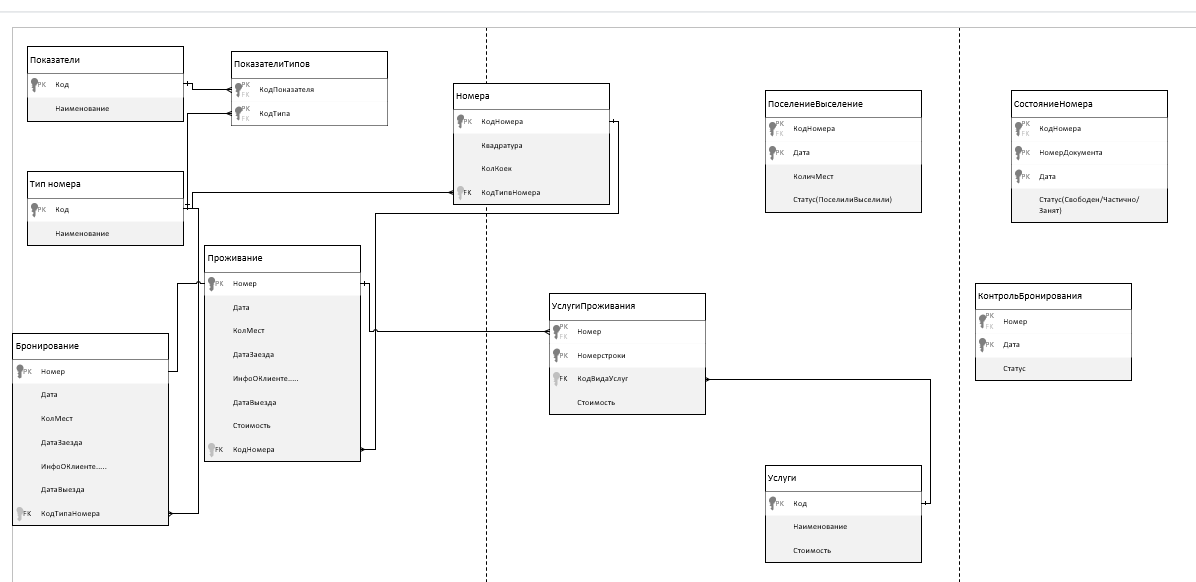 Показатели
PK Код
Наименование
ПоказателиТипов
PK FK КодПоказателя
PK FK КодТипа
Номера
PK КодНомера
Квадратура
КолКоек
FK КодТипвНомера
ПоселениеВыселение
PK FK КодНомера
PK Дата
КоличМест
Статус(ПоселилиВыселили)
СостояниеНомера
PK FK КодНомера
PK НомерДокумента
PK Дата
Статус(Свободен/Частично/
Занят)
Тип номера
PK Код
Наименование
Проживание
PK Номер
Дата
КолМест
ДатаЗаезда
ИнфоОКлиенте.....
ДатаВыезда
Стоимость
FK КодНомера
УслугиПроживания
PK FK Номер
PK Номерстроки
FK КодВидаУслуг
Стоимость
КонтрольБронирования
PK FK Номер
PK Дата
Статус
Бронирование
PK Номер
Дата
КолМест
ДатаЗаезда
ИнфоОКлиенте.....
ДатаВыезда
FK КодТипаНомера
Услуги
PK Код
Наименование
Стоимость